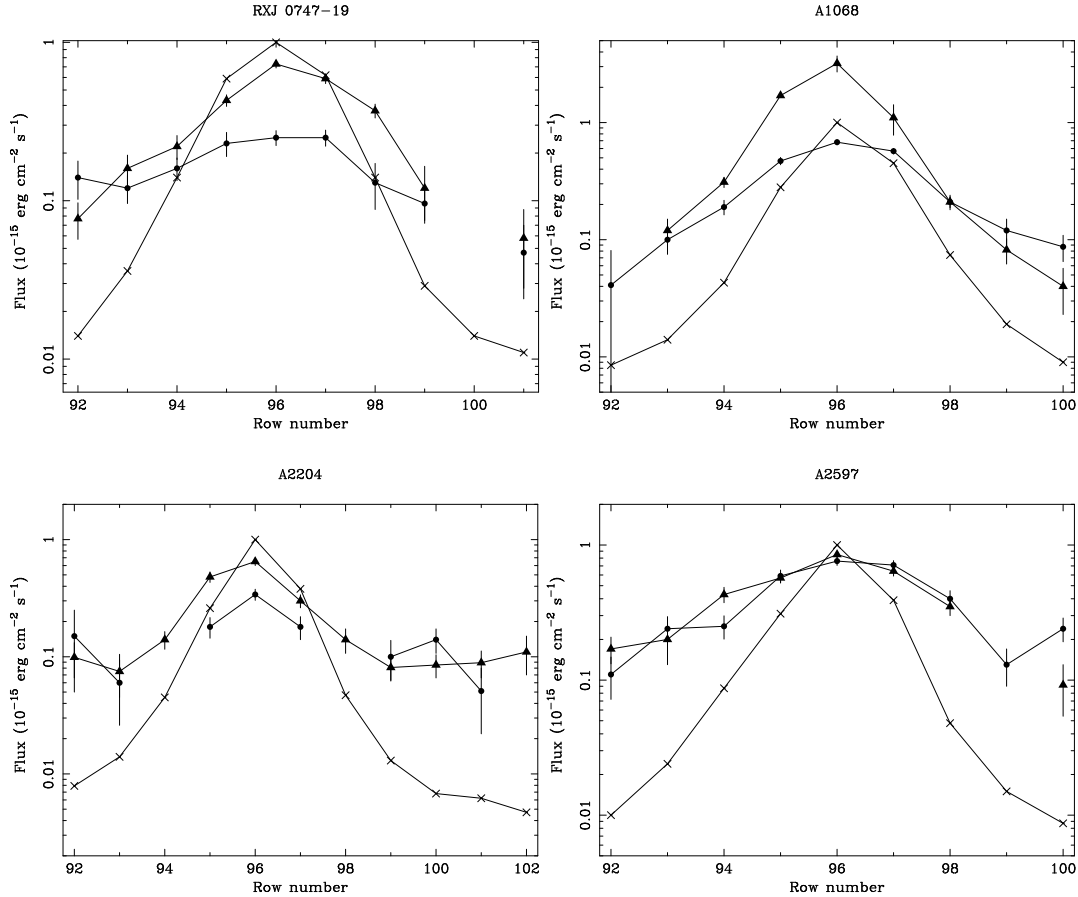 RXJ 0747−19
1
0.1
0.01
Flux (10⁻¹⁵ erg cm⁻² s⁻¹)
92 94 96 98 100
Row number
A1068
1
0.1
0.01
Flux (10⁻¹⁵ erg cm⁻² s⁻¹)
92 94 96 98 100
Row number
A2204
1
0.1
0.01
Flux (10⁻¹⁵ erg cm⁻² s⁻¹)
92 94 96 98 100 102
Row number
A2597
1
0.1
0.01
Flux (10⁻¹⁵ erg cm⁻² s⁻¹)
92 94 96 98 100
Row number